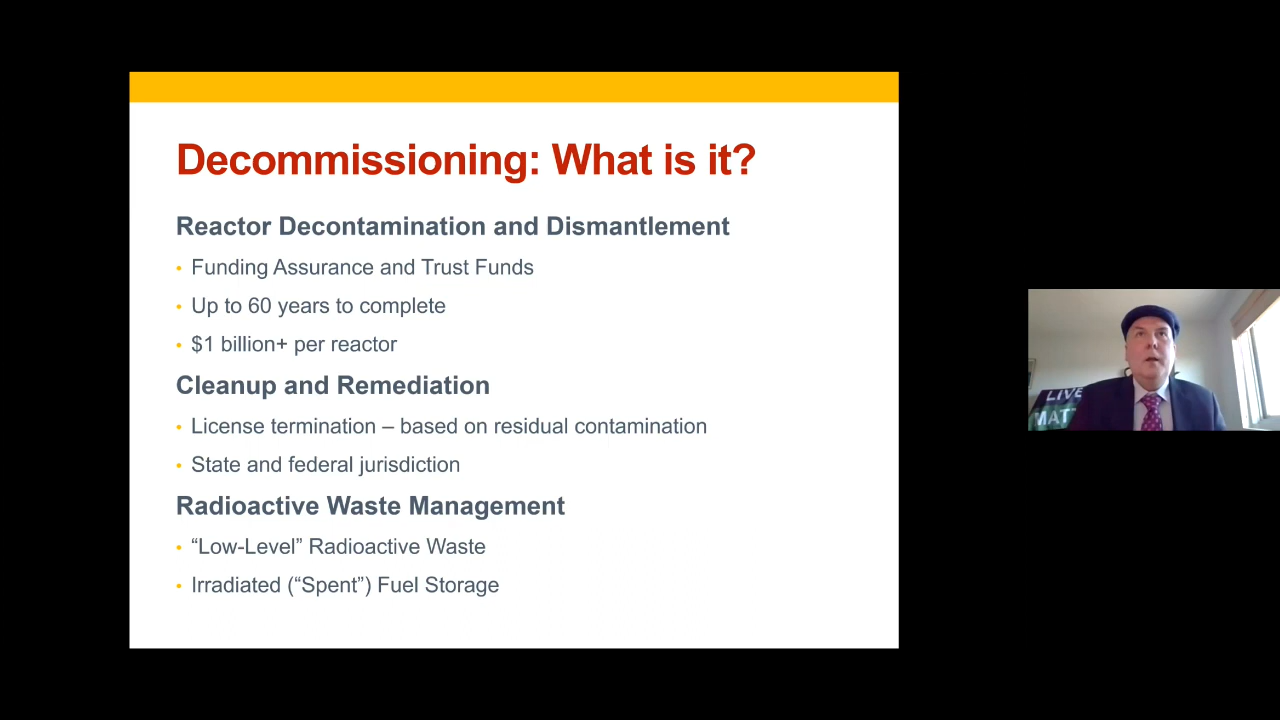 Decommissioning: What is it?
Reactor Decontamination and Dismantlement
• Funding Assurance and Trust Funds
• Up to 60 years to complete
• $1 billion+ per reactor
Cleanup and Remediation
• License termination – based on residual contamination
• State and federal jurisdiction
Radioactive Waste Management
• “Low-Level” Radioactive Waste
• Irradiated (“Spent”) Fuel Storage
LIVE
MAT